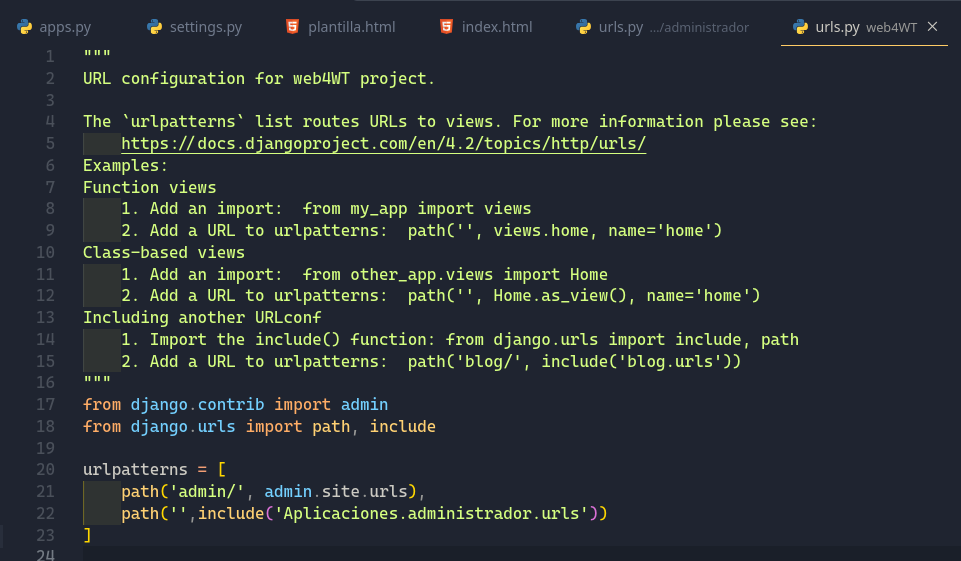 apps.py settings.py plantilla.html index.html urls.py .../administrador urls.py web4WT
1 """
2 URL configuration for web4WT project.
3
4 The `urlpatterns` list routes URLs to views. For more information please see:
5 https://docs.djangoproject.com/en/4.2/topics/http/urls/
6 Examples:
7 Function views
8 1. Add an import:  from my_app import views
9 2. Add a URL to urlpatterns:  path('', views.home, name='home')
10 Class-based views
11 1. Add an import:  from other_app.views import Home
12 2. Add a URL to urlpatterns:  path('', Home.as_view(), name='home')
13 Including another URLconf
14 1. Import the include() function: from django.urls import include, path
15 2. Add a URL to urlpatterns:  path('blog/', include('blog.urls'))
16 """
17 from django.contrib import admin
18 from django.urls import path, include
19
20 urlpatterns = [
21 path('admin/', admin.site.urls),
22 path('',include('Aplicaciones.administrador.urls'))
23 ]
24